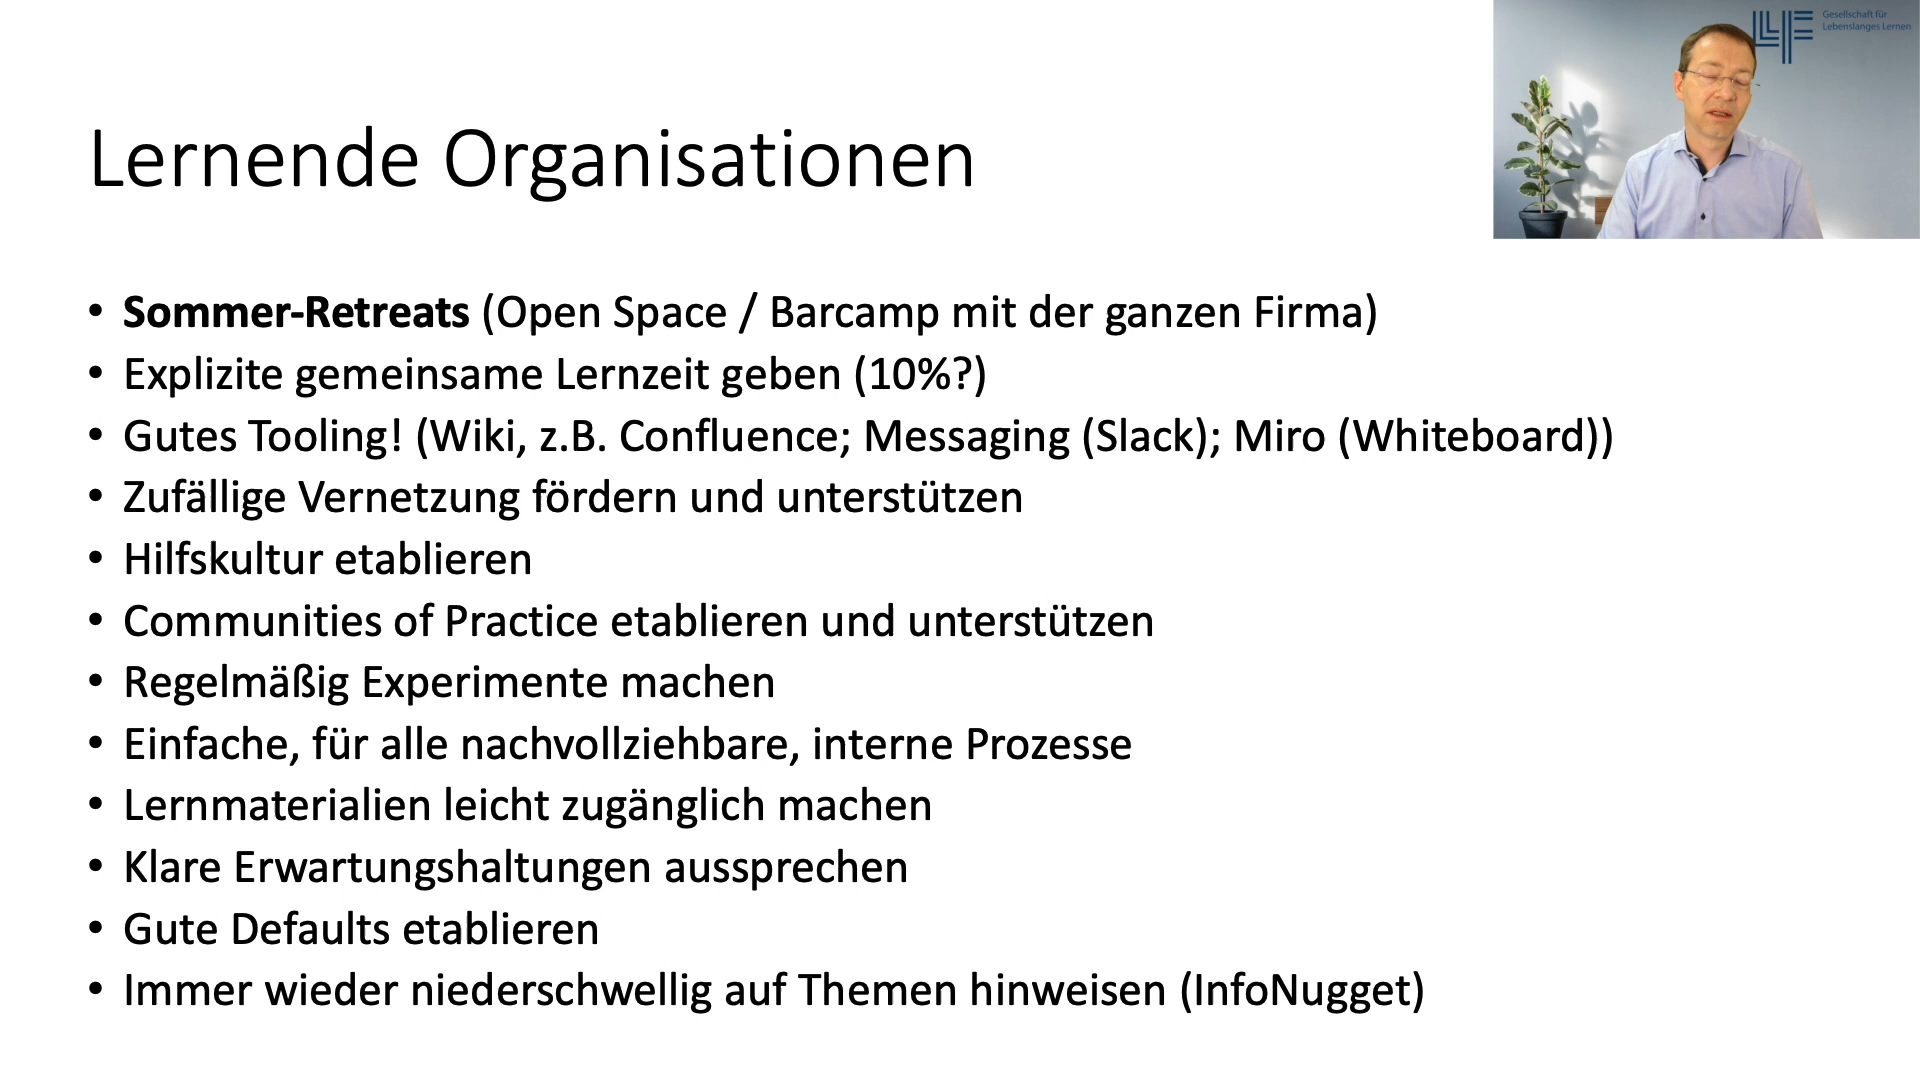 Gesellschaft für
Lebenslanges Lernen
Lernende Organisationen
• Sommer-Retreats (Open Space / Barcamp mit der ganzen Firma)
• Explizite gemeinsame Lernzeit geben (10%?)
• Gutes Tooling! (Wiki, z.B. Confluence; Messaging (Slack); Miro (Whiteboard))
• Zufällige Vernetzung fördern und unterstützen
• Hilfskultur etablieren
• Communities of Practice etablieren und unterstützen
• Regelmäßig Experimente machen
• Einfache, für alle nachvollziehbare, interne Prozesse
• Lernmaterialien leicht zugänglich machen
• Klare Erwartungshaltungen aussprechen
• Gute Defaults etablieren
• Immer wieder niederschwellig auf Themen hinweisen (InfoNugget)